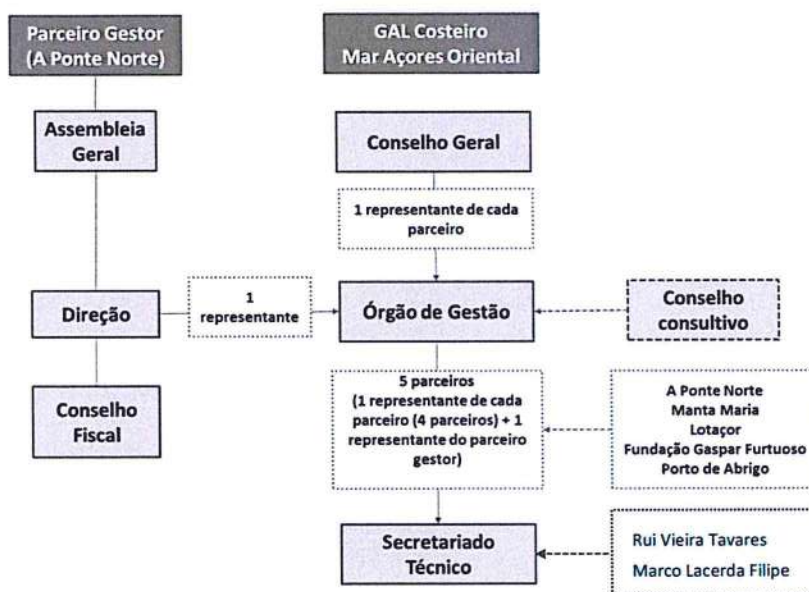 Parceiro Gestor
(A Ponte Norte)
GAL Costeiro
Mar Açores Oriental
Assembleia
Geral
Conselho Geral
1 representante de cada
parceiro
Direção
1
representante
Órgão de Gestão
Conselho
consultivo
Conselho
Fiscal
5 parceiros
(1 representante de cada
parceiro (4 parceiros) + 1
representante do parceiro
gestor)
A Ponte Norte
Manta Maria
Lotaçor
Fundação Gaspar Furtuoso
Porto de Abrigo
Secretariado
Técnico
Rui Vieira Tavares
Marco Lacerda Filipe